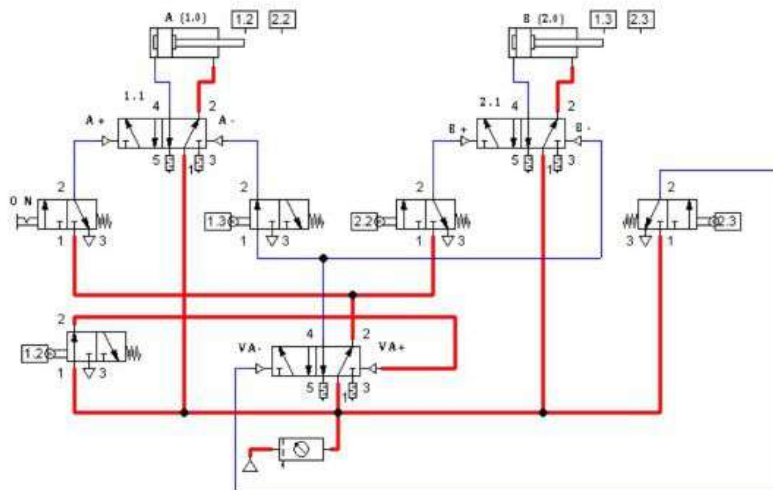 A (1.0) 1.2 2.2
B (2.0) 1.3 2.3
1.1 4 2
A+ A-
5 1 3
2.1 4 2
B+ B-
5 1 3
O N 2
1 3
2
1.3
1 3
2
2.2
1 3
2
2.3
3 1
2
1.2
1 3
4 2
VA- VA+
5 1 3